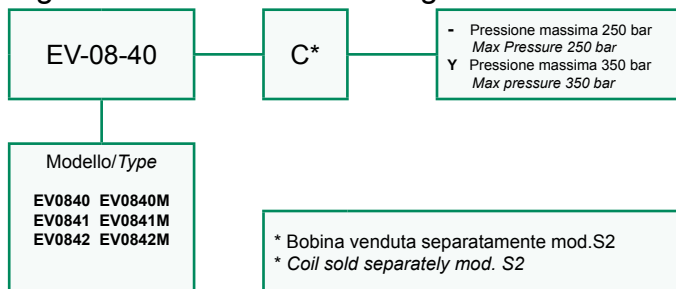 EV-08-40
C*
- Pressione massima 250 bar
Max Pressure 250 bar
Y Pressione massima 350 bar
Max pressure 350 bar
Modello/Type
EV0840 EV0840M
EV0841 EV0841M
EV0842 EV0842M
* Bobina venduta separatamente mod.S2
* Coil sold separately mod. S2